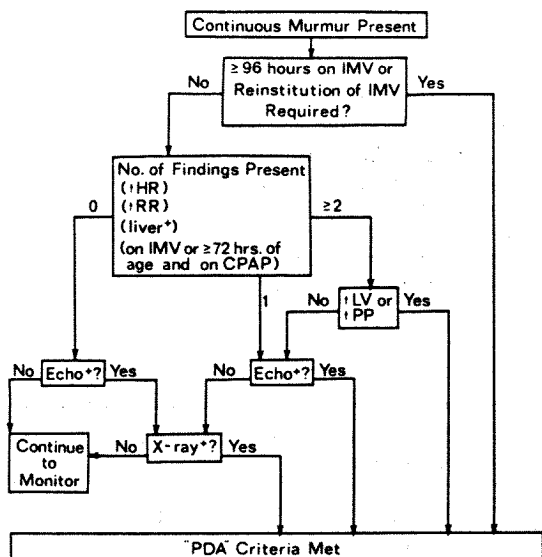 Continuous Murmur Present
≥96 hours on IMV or
Reinstitution of IMV
Required?
No
Yes
No. of Findings Present
(↑HR)
(↑RR)
(liver⁺)
(on IMV or ≥72 hrs. of
age and on CPAP)
0
≥2
1
↑LV or
↑PP
No
Yes
Echo⁺?
No
Yes
Echo⁺?
No
Yes
Continue
to
Monitor
X-ray⁺?
No
Yes
"PDA" Criteria Met